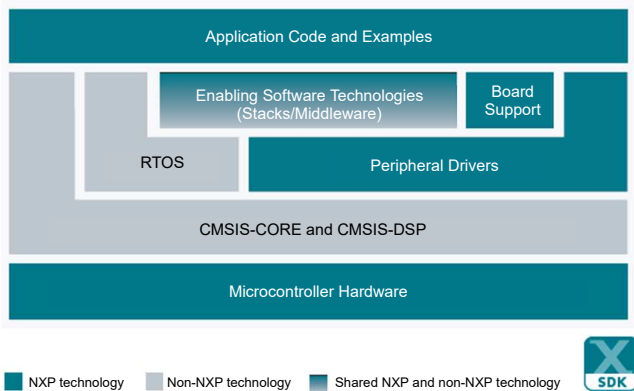 Application Code and Examples
Enabling Software Technologies
(Stacks/Middleware)
Board
Support
RTOS
Peripheral Drivers
CMSIS-CORE and CMSIS-DSP
Microcontroller Hardware
NXP technology
Non-NXP technology
Shared NXP and non-NXP technology
X
SDK